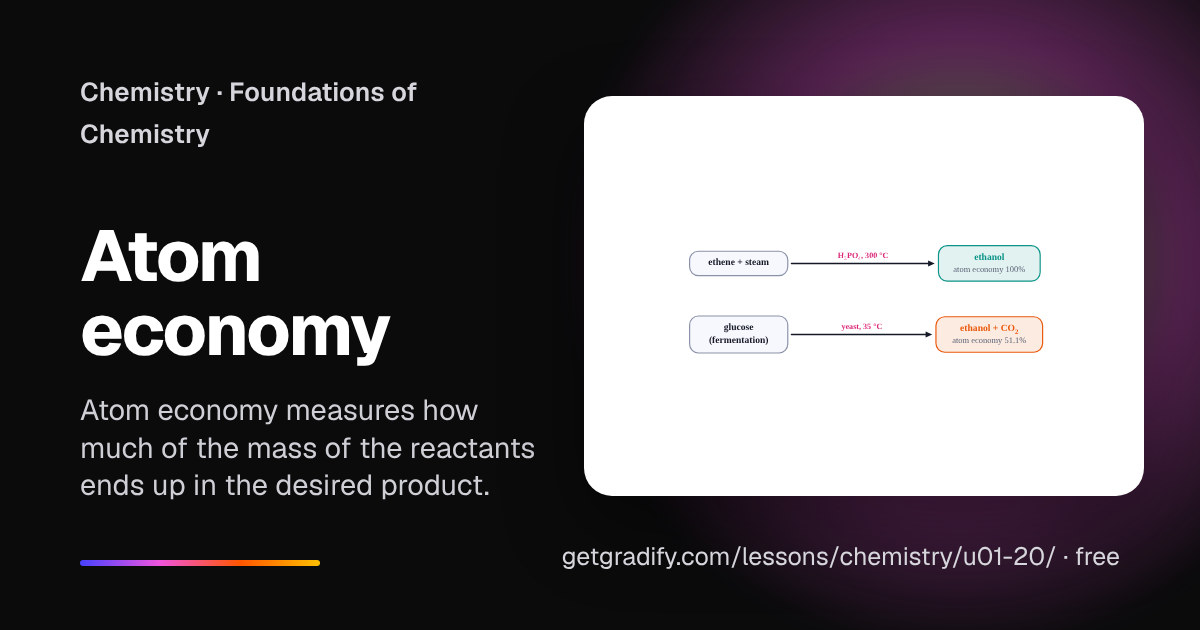 Chemistry · Foundations of
Chemistry
Atom
economy
Atom economy measures how
much of the mass of the reactants
ends up in the desired product.
ethene + steam
H₃PO₄, 300 °C
ethanol
atom economy 100%
glucose
(fermentation)
yeast, 35 °C
ethanol + CO₂
atom economy 51.1%
getgradify.com/lessons/chemistry/u01-20/ · free